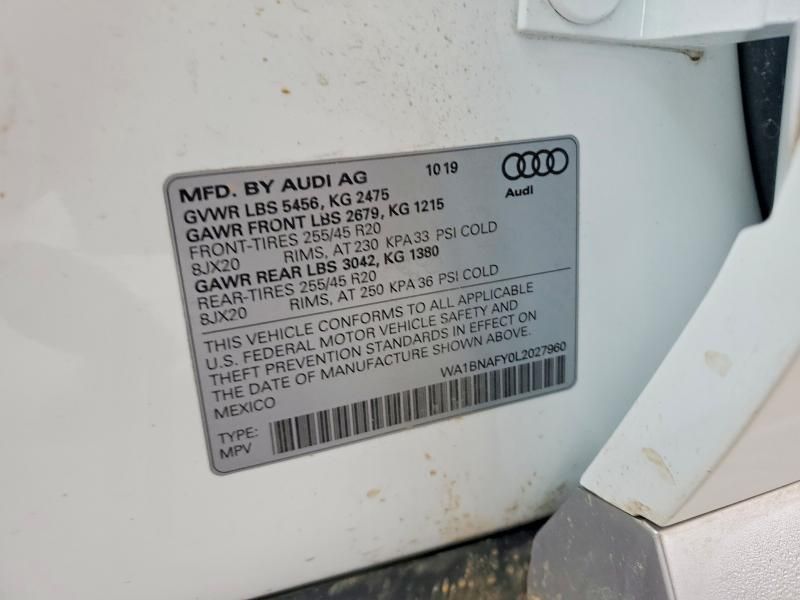 MFD. BY AUDI AG 10 19
Audi
GVWR LBS 5456, KG 2475
GAWR FRONT LBS 2679, KG 1215
FRONT-TIRES 255/45 R20
8JX20 RIMS, AT 230 KPA 33 PSI COLD
GAWR REAR LBS 3042, KG 1380
REAR-TIRES 255/45 R20
8JX20 RIMS, AT 250 KPA 36 PSI COLD
THIS VEHICLE CONFORMS TO ALL APPLICABLE
U.S. FEDERAL MOTOR VEHICLE SAFETY AND
THEFT PREVENTION STANDARDS IN EFFECT ON
THE DATE OF MANUFACTURE SHOWN ABOVE.
MEXICO WA1BNAFY0L2027960
TYPE:
MPV